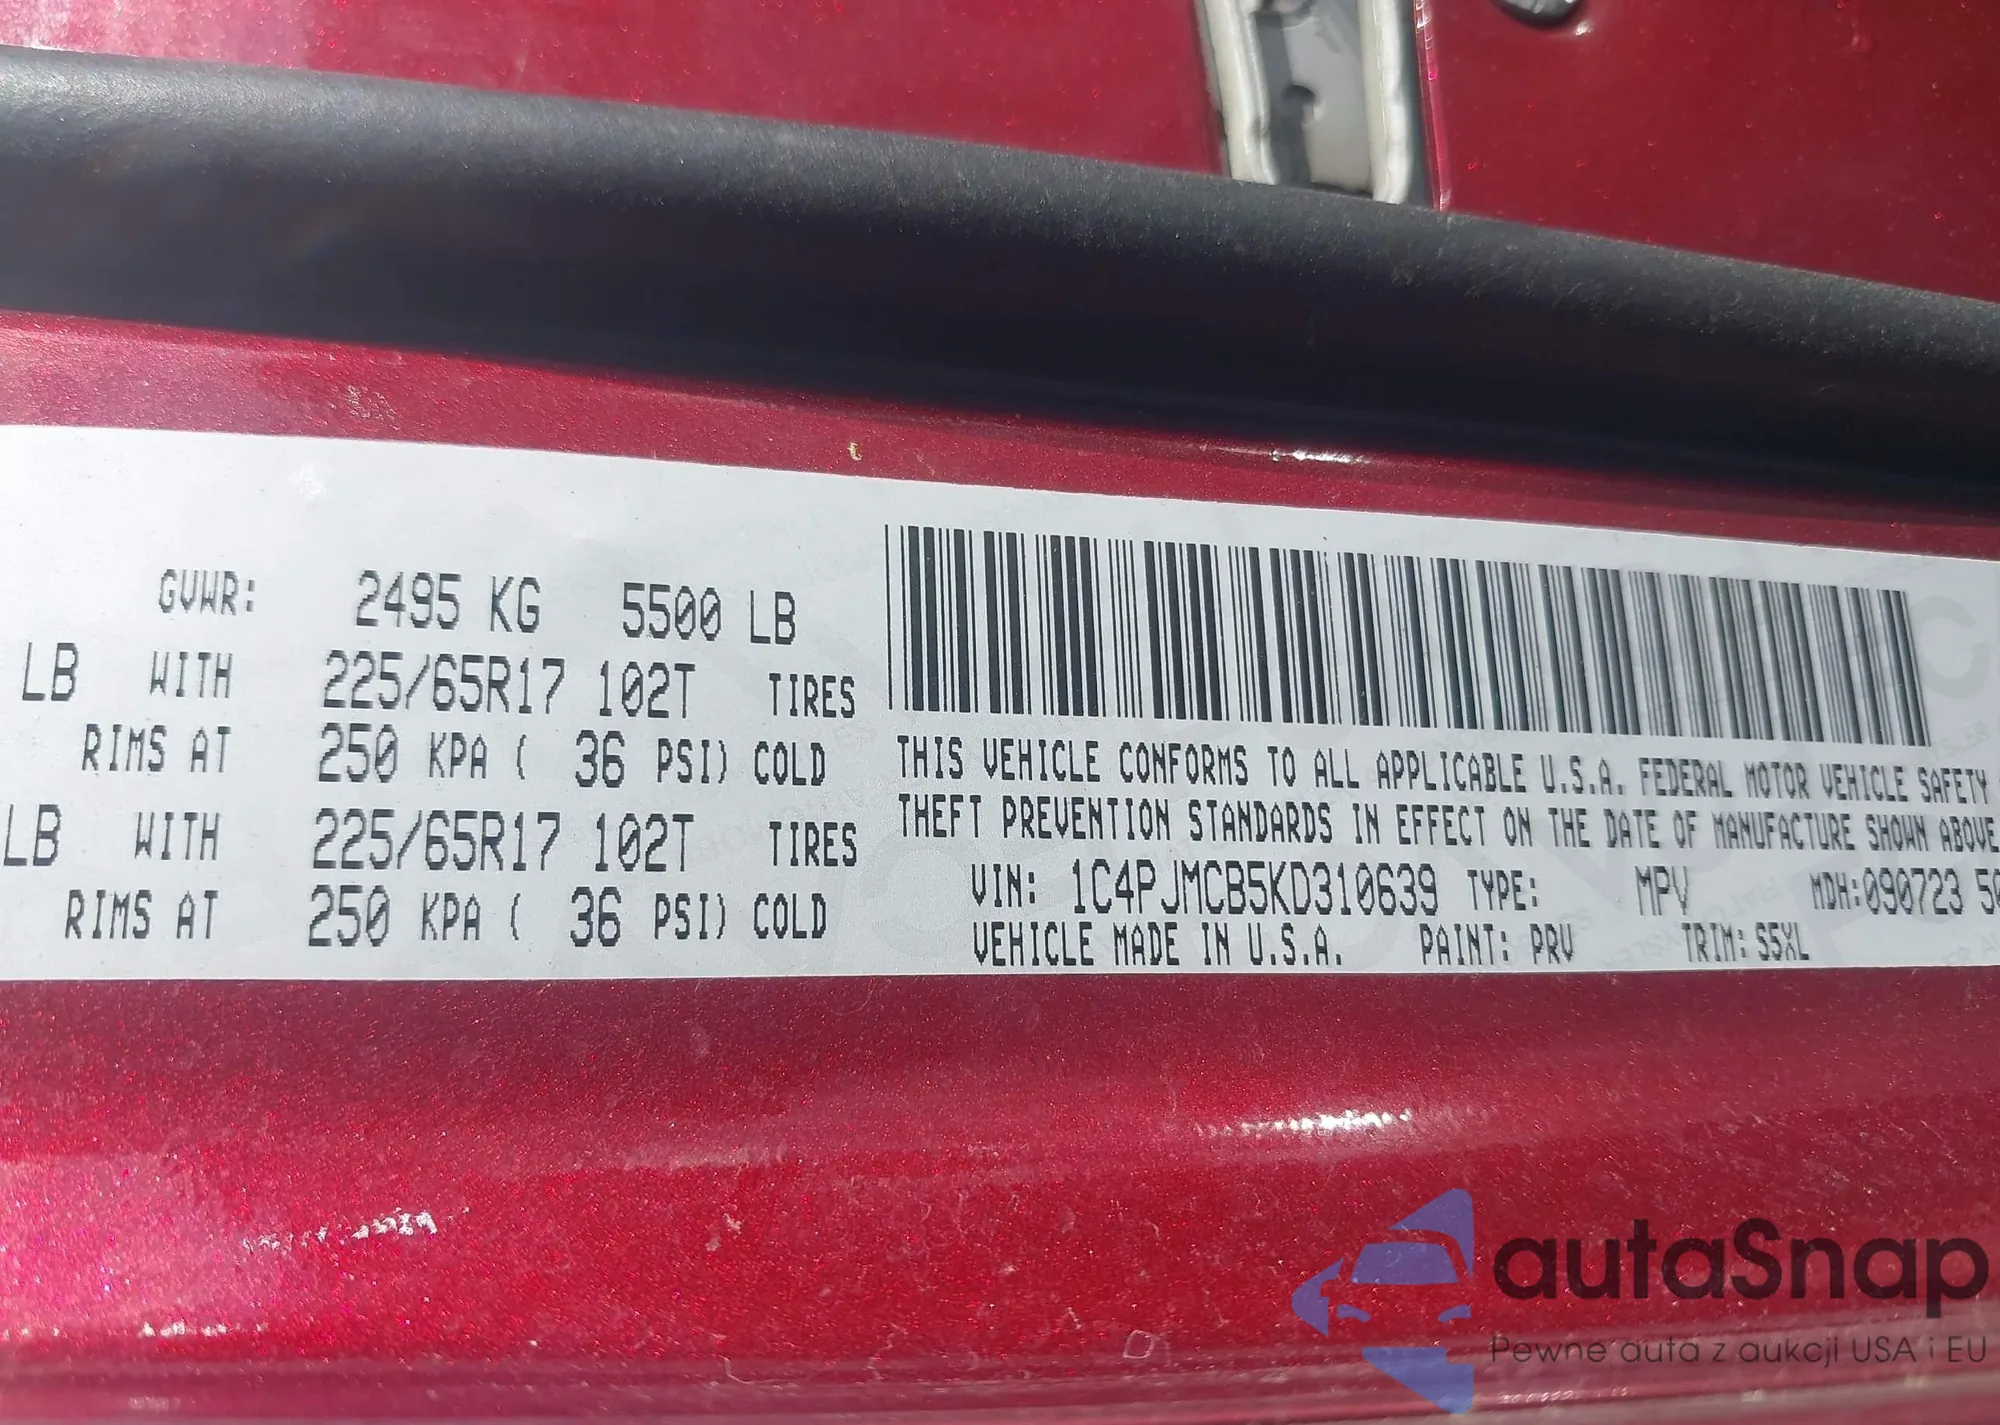 GVWR: 2495 KG 5500 LB
LB WITH 225/65R17 102T TIRES
RIMS AT 250 KPA ( 36 PSI) COLD
LB WITH 225/65R17 102T TIRES
RIMS AT 250 KPA ( 36 PSI) COLD
THIS VEHICLE CONFORMS TO ALL APPLICABLE U.S.A. FEDERAL MOTOR VEHICLE SAFETY
THEFT PREVENTION STANDARDS IN EFFECT ON THE DATE OF MANUFACTURE SHOWN ABOVE.
VIN: 1C4PJMCB5KD310639 TYPE: MPV MDH:090723 50
VEHICLE MADE IN U.S.A. PAINT: PRV TRIM: S5XL
autaSnap
Pewne auta z aukcji USA i EU